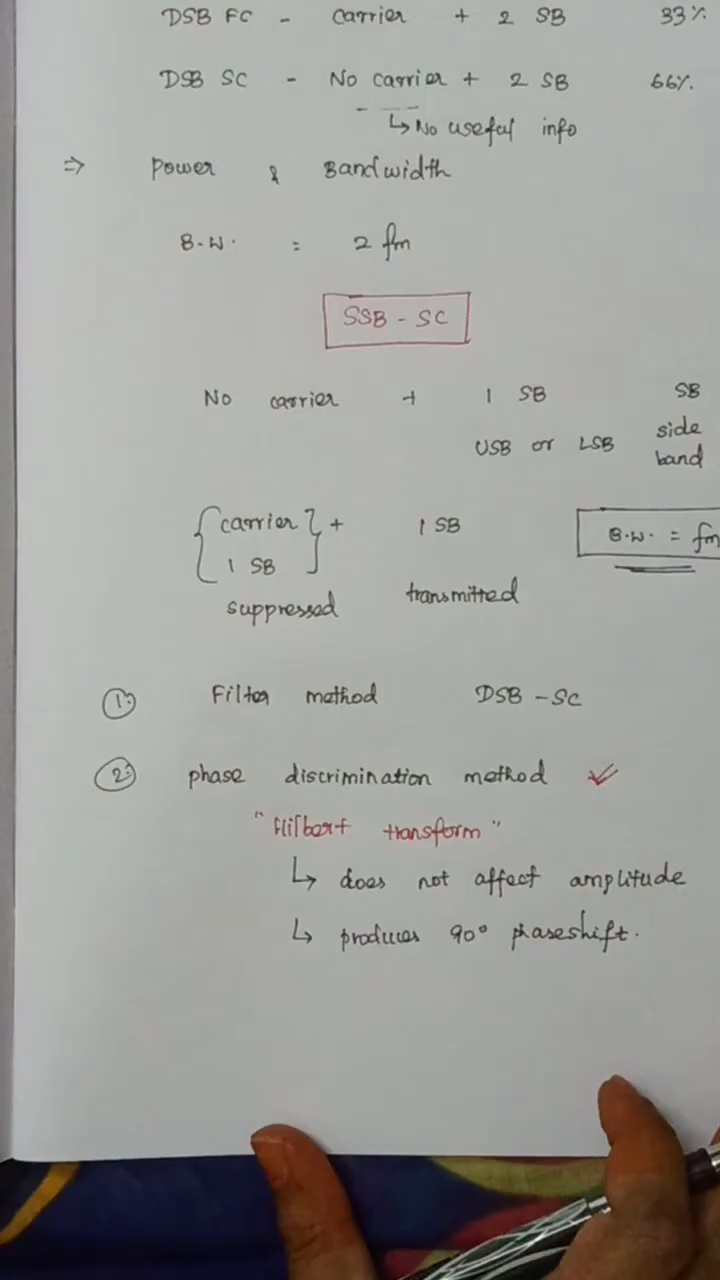 DSB FC - carrier + 2 SB 33%
DSB SC - No carrier + 2 SB 66%.
↳ No useful info
⇒ power & Bandwidth
B.W. = 2 fm
SSB - SC
No carrier + 1 SB SB
USB or LSB side
band
{ carrier } + 1 SB B.W. = fm
1 SB
suppressed transmitted
1: Filter method DSB - SC
2: phase discrimination method ✓
"Hilbert transform"
↳ does not affect amplitude
↳ produces 90° phaseshift.